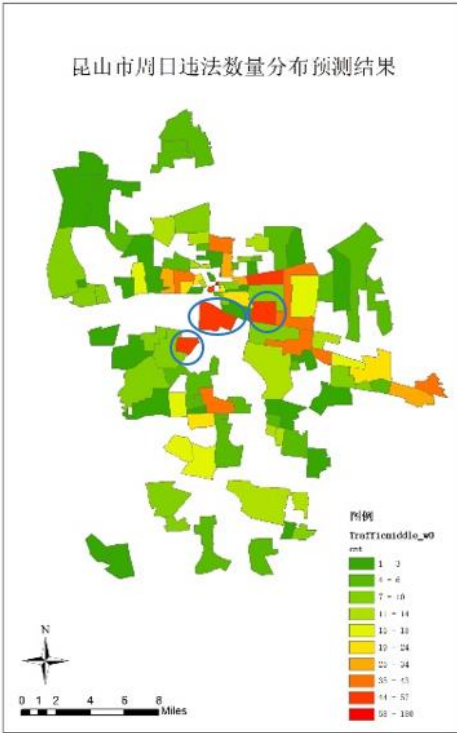 昆山市周日违法数量分布预测结果
N
0 1 2 4 6 8
Miles
图例
Trafficmiddle_w0
cnt
1 - 3
4 - 6
7 - 10
11 - 14
15 - 18
19 - 24
25 - 34
35 - 43
44 - 57
58 - 180